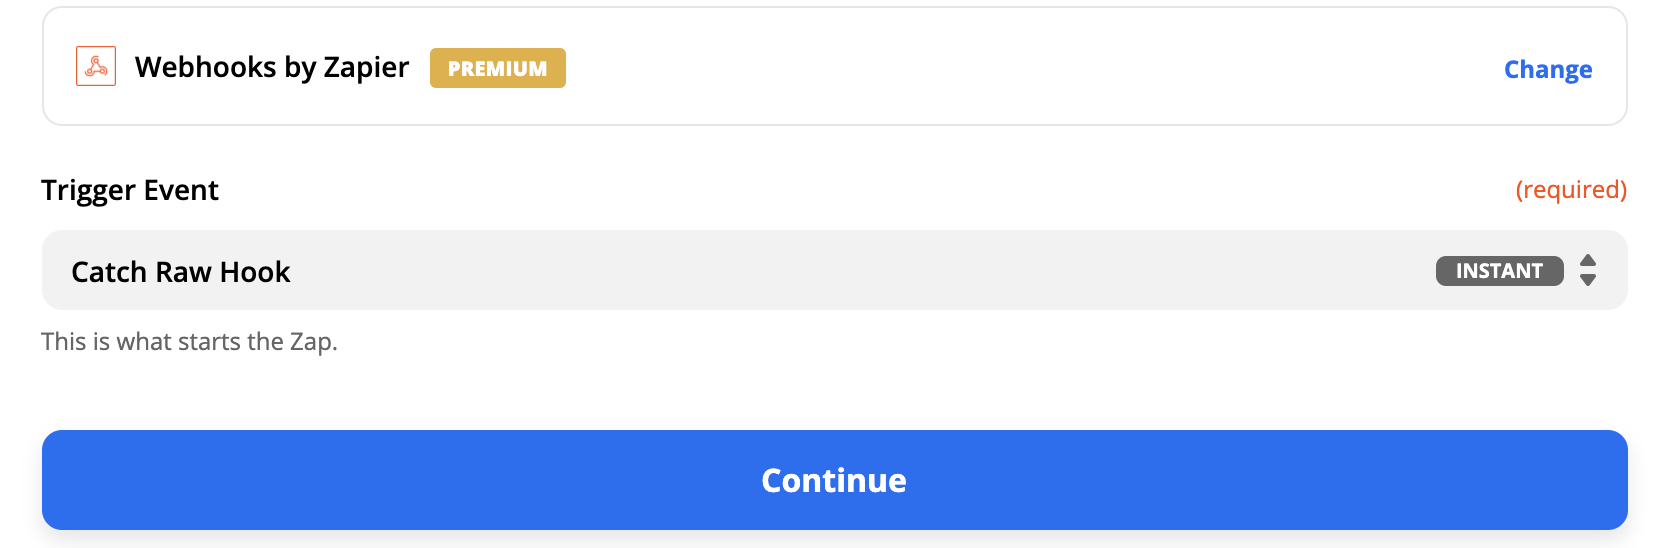 Webhooks by Zapier PREMIUM Change
Trigger Event (required)
Catch Raw Hook INSTANT
This is what starts the Zap.
Continue